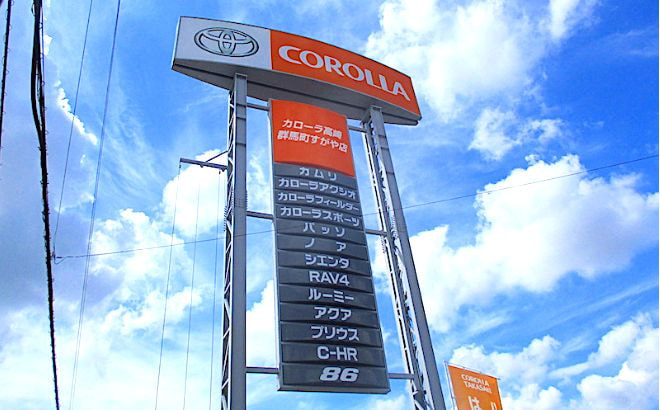 COROLLA
カローラ高崎
群馬町すがや店
カムリ
カローラアクシオ
カローラフィールダー
カローラスポーツ
パッソ
ノア
シエンタ
RAV4
ルーミー
アクア
プリウス
C-HR
86
COROLLA
TAKASAKI